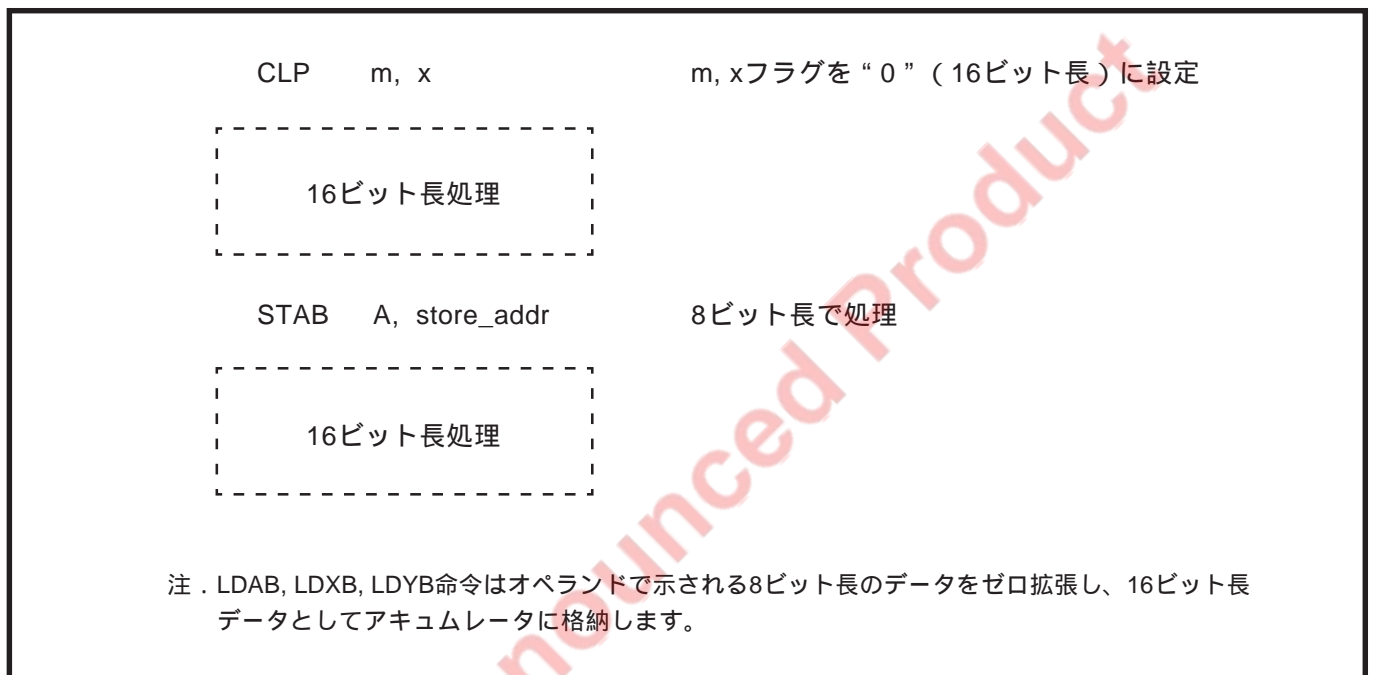 CLP m, x m, xフラグを“0”（16ビット長）に設定
16ビット長処理
STAB A, store_addr 8ビット長で処理
16ビット長処理
注．LDAB, LDXB, LDYB命令はオペランドで示される8ビット長のデータをゼロ拡張し、16ビット長
データとしてアキュムレータに格納します。
nounced Product